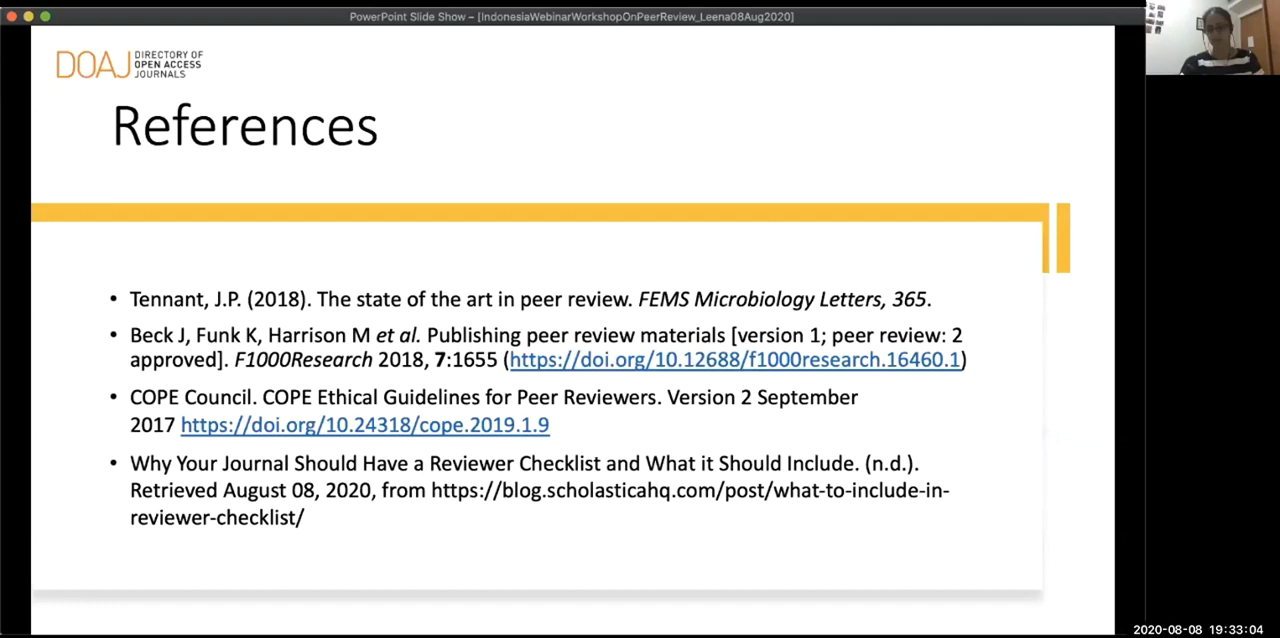 PowerPoint Slide Show – [IndonesiaWebinarWorkshopOnPeerReview_Leena08Aug2020]
DOAJ
DIRECTORY OF
OPEN ACCESS
JOURNALS
References
• Tennant, J.P. (2018). The state of the art in peer review. FEMS Microbiology Letters, 365.
• Beck J, Funk K, Harrison M et al. Publishing peer review materials [version 1; peer review: 2
approved]. F1000Research 2018, 7:1655 (https://doi.org/10.12688/f1000research.16460.1)
• COPE Council. COPE Ethical Guidelines for Peer Reviewers. Version 2 September
2017 https://doi.org/10.24318/cope.2019.1.9
• Why Your Journal Should Have a Reviewer Checklist and What it Should Include. (n.d.).
Retrieved August 08, 2020, from https://blog.scholasticahq.com/post/what-to-include-in-
reviewer-checklist/
2020-08-08 19:33:04